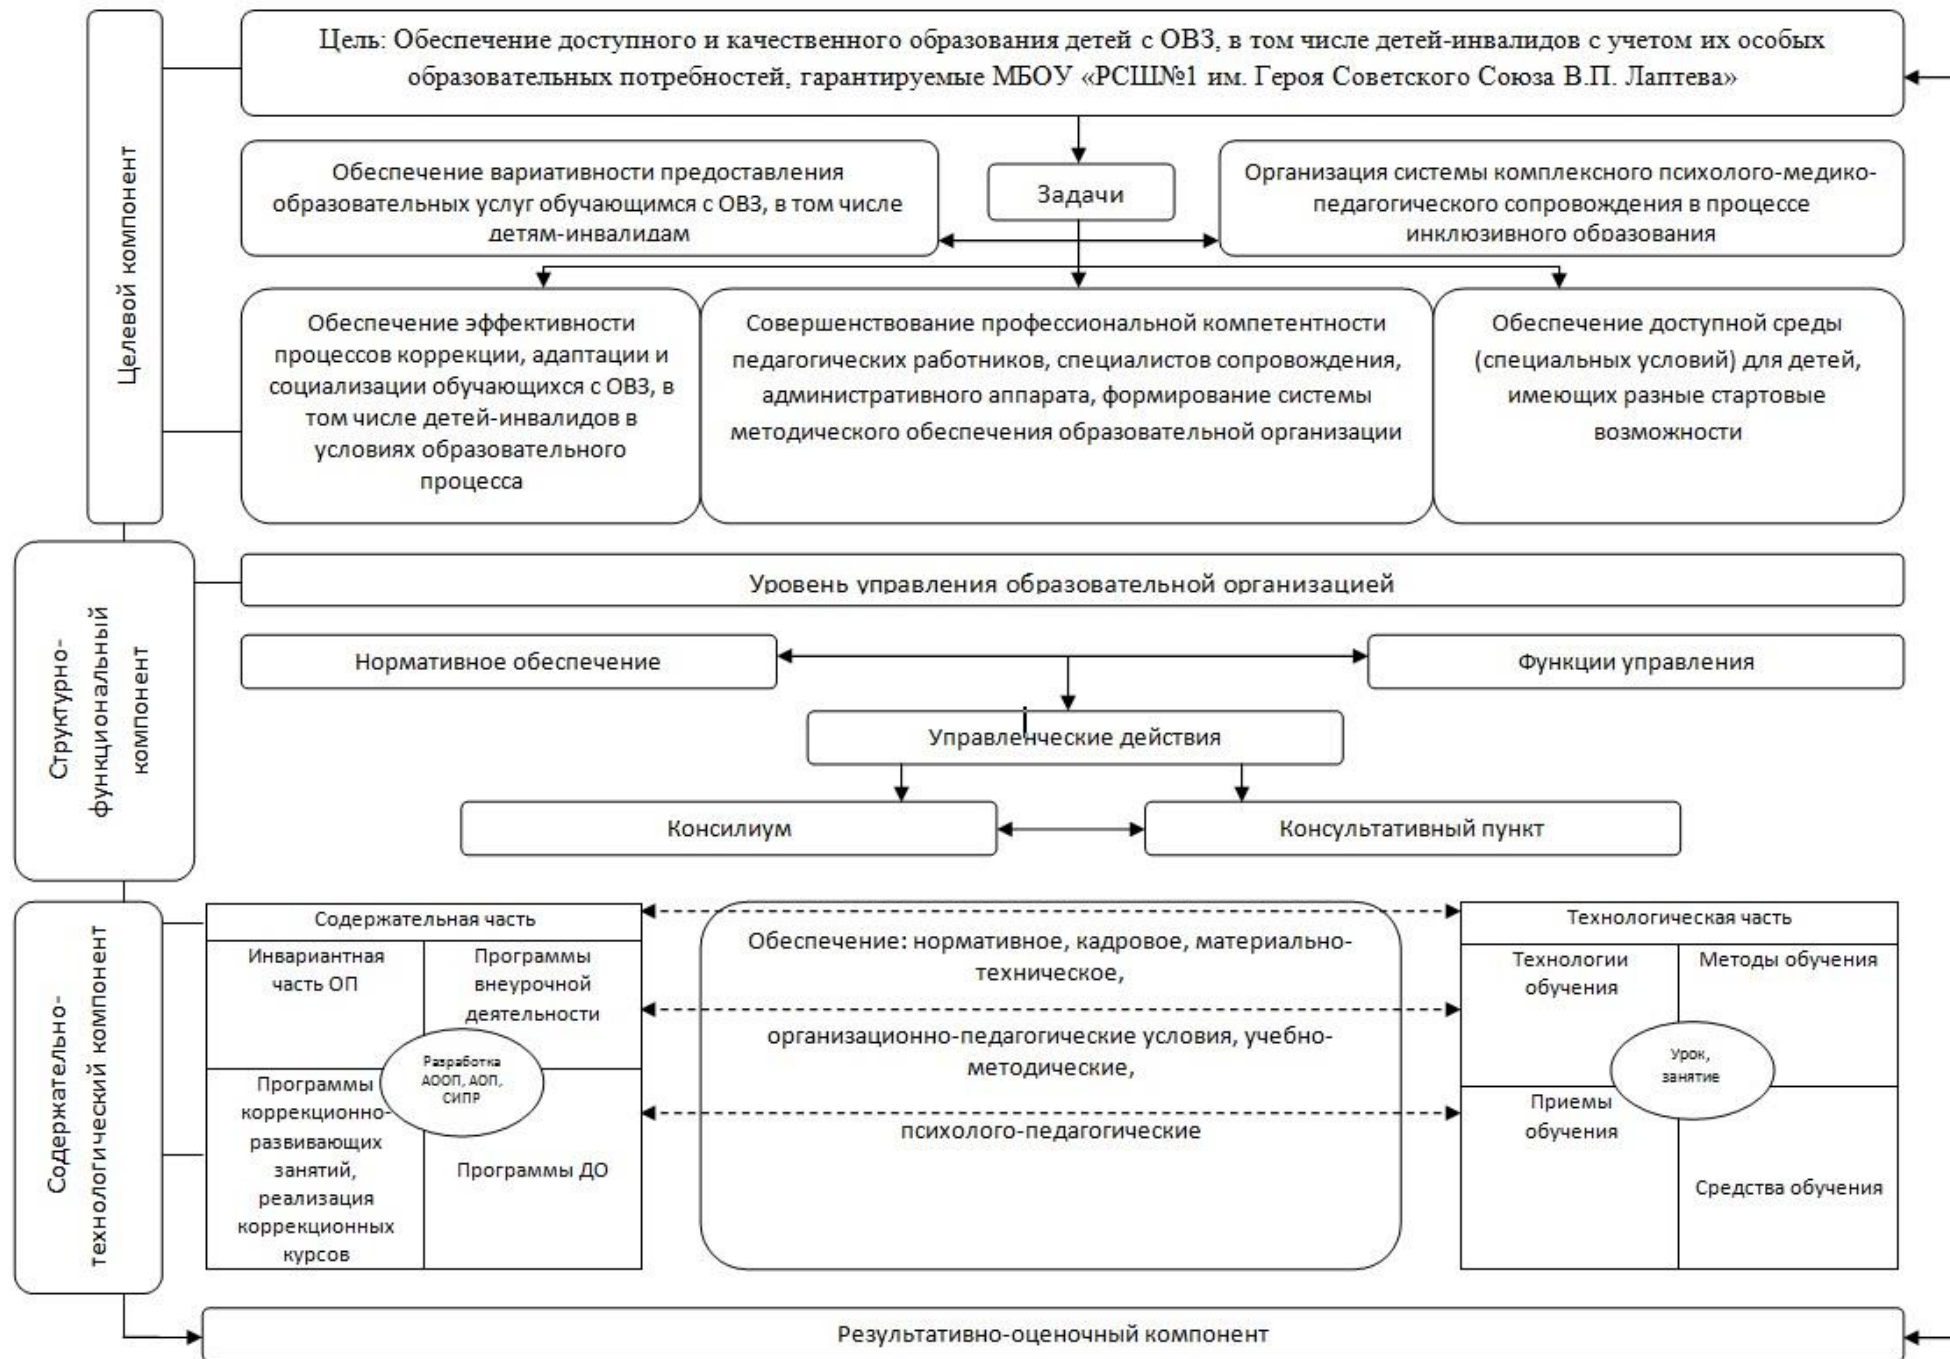 Цель: Обеспечение доступного и качественного образования детей с ОВЗ, в том числе детей-инвалидов с учетом их особых
образовательных потребностей, гарантируемые МБОУ «РСШ№1 им. Героя Советского Союза В.П. Лаптева»
Целевой компонент
Обеспечение вариативности предоставления
образовательных услуг обучающимся с ОВЗ, в том числе
детям-инвалидам
Задачи
Организация системы комплексного психолого-медико-
педагогического сопровождения в процессе
инклюзивного образования
Обеспечение эффективности
процессов коррекции, адаптации и
социализации обучающихся с ОВЗ, в
том числе детей-инвалидов в
условиях образовательного
процесса
Совершенствование профессиональной компетентности
педагогических работников, специалистов сопровождения,
административного аппарата, формирование системы
методического обеспечения образовательной организации
Обеспечение доступной среды
(специальных условий) для детей,
имеющих разные стартовые
возможности
Структурно-
функциональный
компонент
Уровень управления образовательной организацией
Нормативное обеспечение
Функции управления
Управленческие действия
Консилиум
Консультативный пункт
Содержательно-
технологический компонент
Содержательная часть
Инвариантная
часть ОП
Программы
внеурочной
деятельности
Разработка
АООП, АОП,
СИПР
Программы
коррекционно-
развивающих
занятий,
реализация
коррекционных
курсов
Программы ДО
Обеспечение: нормативное, кадровое, материально-
техническое,
организационно-педагогические условия, учебно-
методические,
психолого-педагогические
Технологическая часть
Технологии
обучения
Методы обучения
Урок,
занятие
Приемы
обучения
Средства обучения
Результативно-оценочный компонент